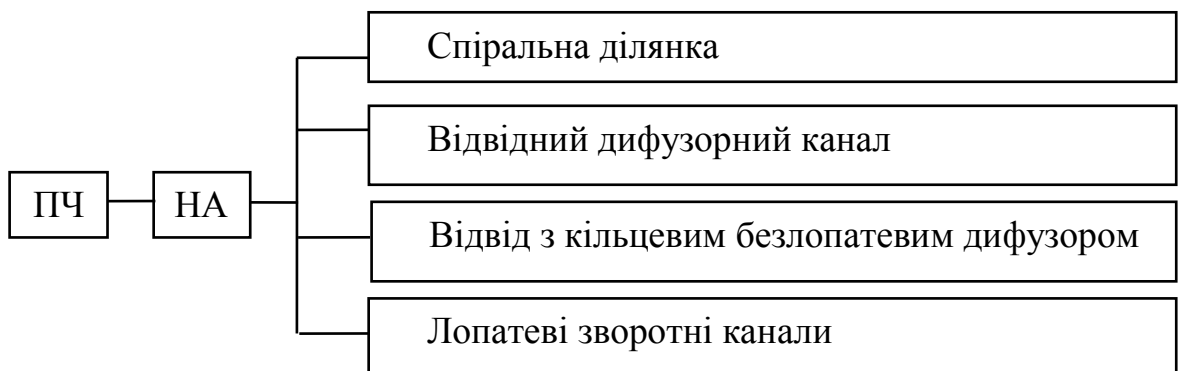 Спіральна ділянка
Відвідний дифузорний канал
ПЧ
НА
Відвід з кільцевим безлопатевим дифузором
Лопатеві зворотні канали